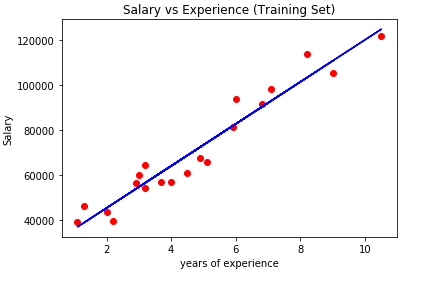 Salary vs Experience (Training Set)
120000
100000
80000
60000
40000
Salary
2 4 6 8 10
years of experience